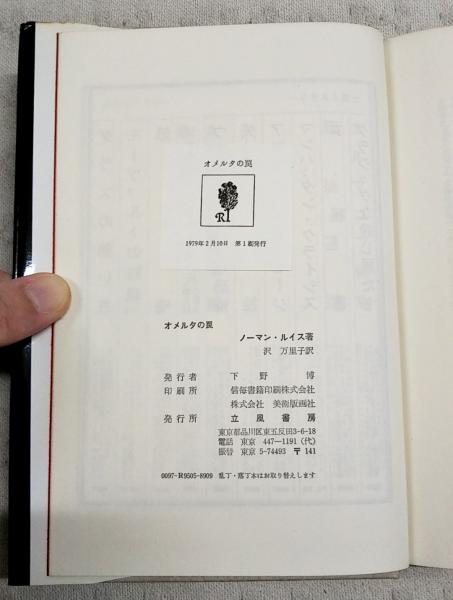 オメルタの罠
R
1979年2月10日 第1刷発行
オメルタの罠
ノーマン・ルイス著
沢 万里子訳
発行者 下野 博
印刷所 信毎書籍印刷株式会社
株式会社 美術版画社
発行所 立風書房
東京都品川区東五反田3-6-18
電話 東京 447—1191(代)
振替 東京 5-74493 〒141
0097-R9505-8909 乱丁・落丁本はお取り替えします